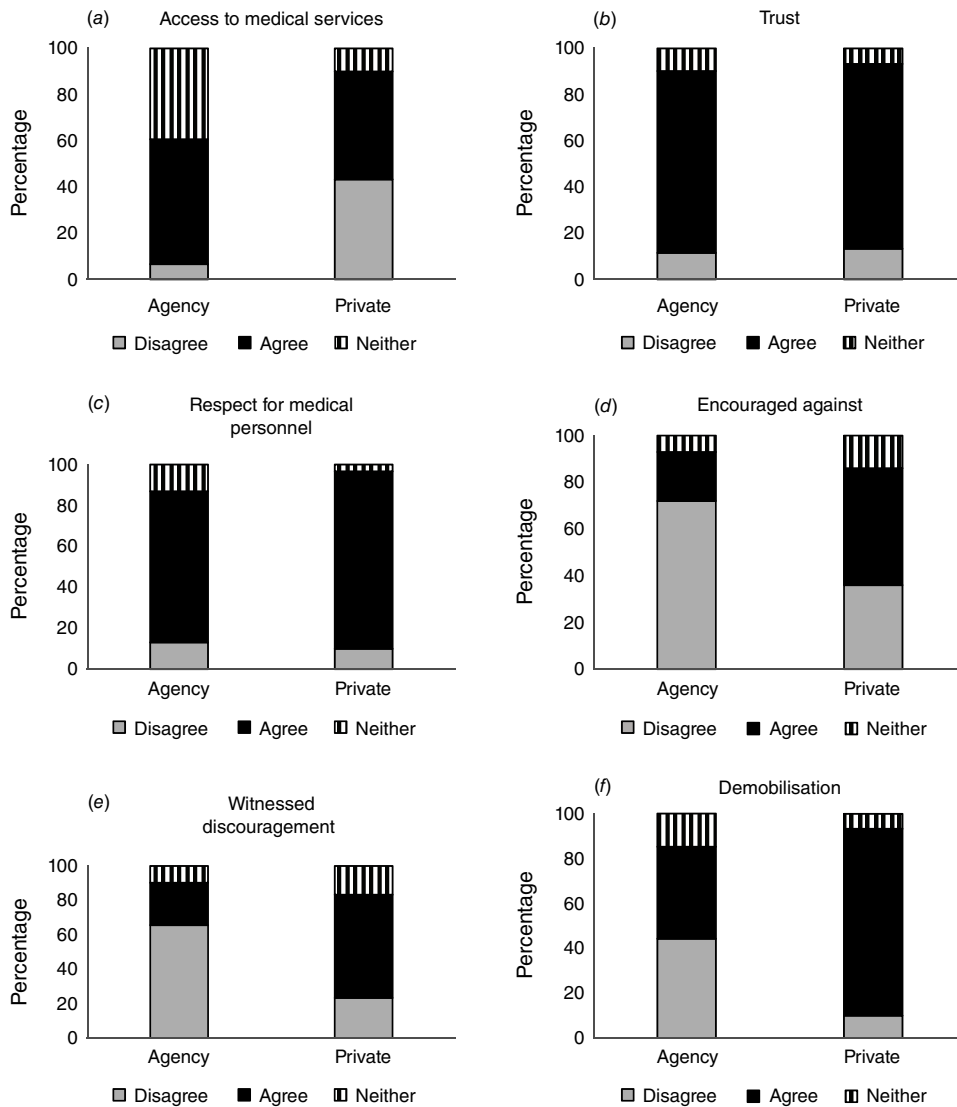 (a) Access to medical services
Percentage
100
80
60
40
20
0
Agency Private
Disagree Agree Neither
(b) Trust
Percentage
100
80
60
40
20
0
Agency Private
Disagree Agree Neither
(c) Respect for medical
personnel
Percentage
100
80
60
40
20
0
Agency Private
Disagree Agree Neither
(d) Encouraged against
Percentage
100
80
60
40
20
0
Agency Private
Disagree Agree Neither
(e) Witnessed
discouragement
Percentage
100
80
60
40
20
0
Agency Private
Disagree Agree Neither
(f) Demobilisation
Percentage
100
80
60
40
20
0
Agency Private
Disagree Agree Neither